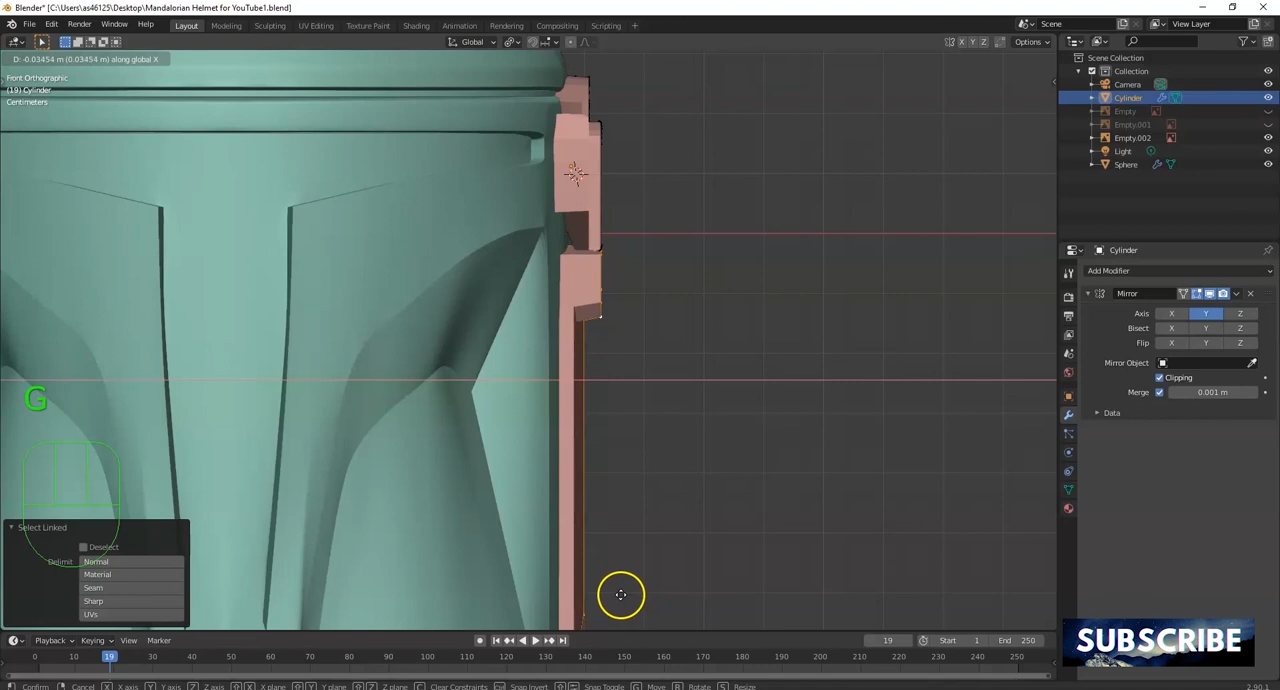 Blender* [C:\Users\as46125\Desktop\Mandalorian Helmet for YouTube1.blend]
File Edit Render Window Help Layout Modeling Sculpting UV Editing Texture Paint Shading Animation Rendering Compositing Scripting + Scene View Layer
Global X Y Z Options
D: -0.03454 m (0.03454 m) along global X
Front Orthographic
(19) Cylinder
Centimeters
Scene Collection
Collection
Camera
Cylinder
Empty
Empty.001
Empty.002
Light
Sphere
Cylinder
Add Modifier
Mirror
Axis X Y Z
Bisect X Y Z
Flip X Y Z
Mirror Object
Clipping
Merge 0.001 m
Data
G
Select Linked
Deselect
Delimit Normal
Material
Seam
Sharp
UVs
SUBSCRIBE
Playback Keying View Marker 19 Start 1 End 250
0 10 19 30 40 50 60 70 80 90 100 110 120 130 140 150 160 170 180 190 200 210 220 230 240 250
Confirm Cancel X X axis Y Y axis Z Z axis X X plane Y Y plane Z Z plane C Clear Constraints Snap Invert Snap Toggle G Move R Rotate S Resize 2.90.1